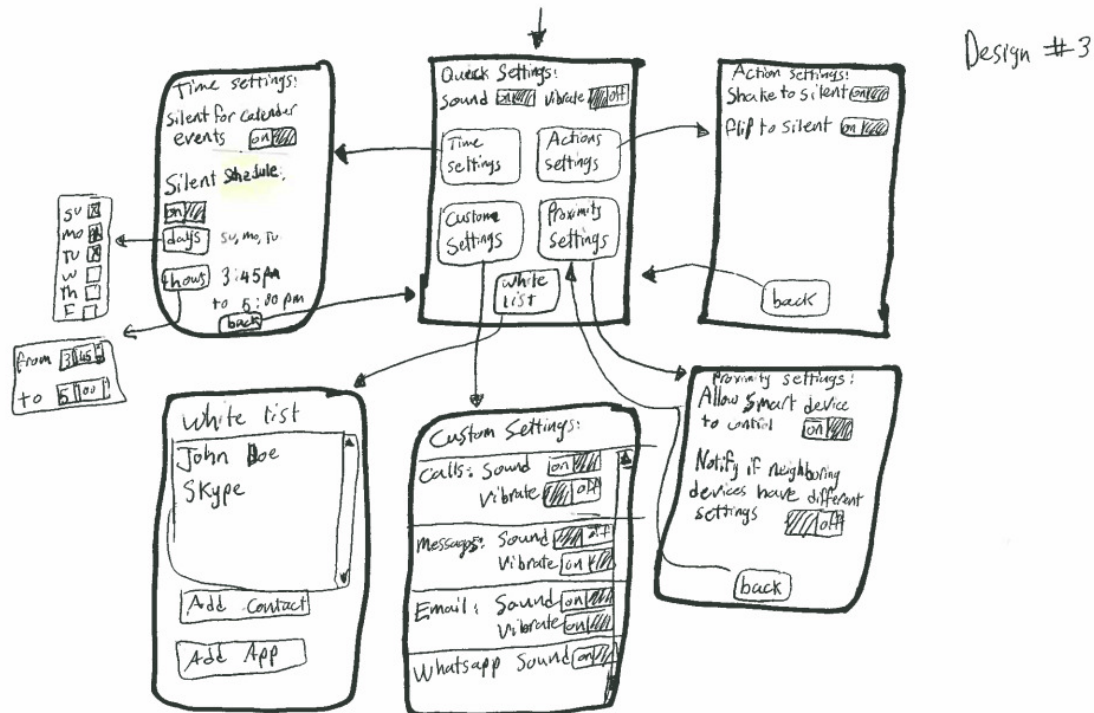 Design #3
Time settings:
silent for calender
events on
Silent Schedule:
on
days su, mo, Tu
hours 3:45pm
to 5:00 pm
back
su
mo
Tu
w
Th
F
from 3 45
to 5 00
Quick Settings:
Sound on Vibrate off
Time
settings
Actions
settings
Custom
Settings
Proximity
settings
white
list
Action settings:
Shake to silent on
flip to silent on
back
White list
John Doe
Skype
Add Contact
Add App
Custom Settings:
Calls: Sound on
Vibrate off
Messages: Sound off
Vibrate on
Email: Sound on
Vibrate on
Whatsapp Sound on
Proximity settings:
Allow smart device
to control on
Notify if neighboring
devices have different
settings off
back